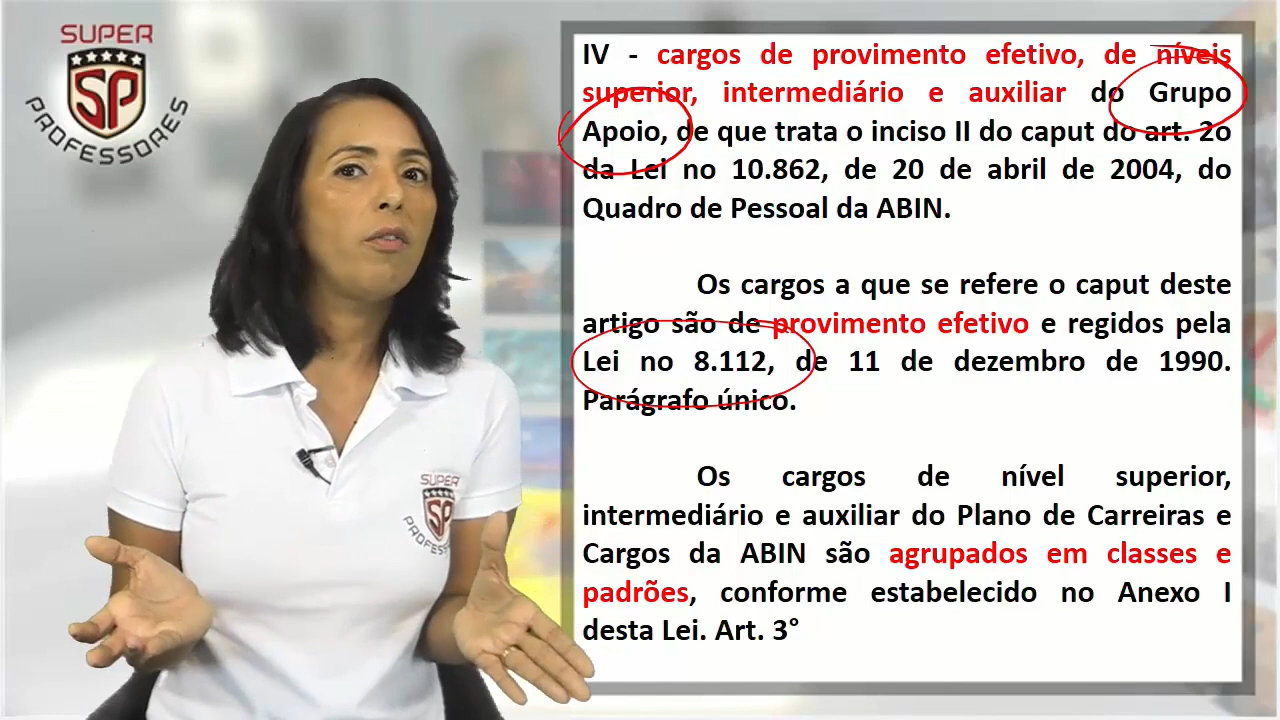 SUPER
SP
PROFESSORES
SUPER
SP
PROFESSORES
IV - cargos de provimento efetivo, de níveis
superior, intermediário e auxiliar do Grupo
Apoio, de que trata o inciso II do caput do art. 2o
da Lei no 10.862, de 20 de abril de 2004, do
Quadro de Pessoal da ABIN.
Os cargos a que se refere o caput deste
artigo são de provimento efetivo e regidos pela
Lei no 8.112, de 11 de dezembro de 1990.
Parágrafo único.
Os cargos de nível superior,
intermediário e auxiliar do Plano de Carreiras e
Cargos da ABIN são agrupados em classes e
padrões, conforme estabelecido no Anexo I
desta Lei. Art. 3°